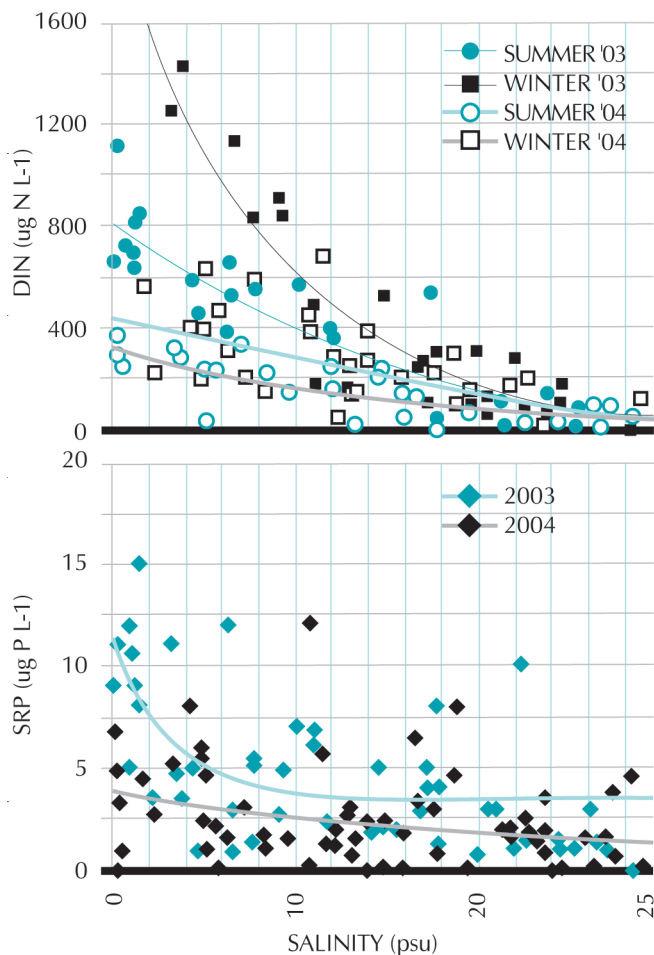 1600
SUMMER '03
WINTER '03
SUMMER '04
WINTER '04
1200
800
400
0
DIN (ug N L-1)
20
2003
2004
15
10
5
0
SRP (ug P L-1)
0
10
20
25
SALINITY (psu)